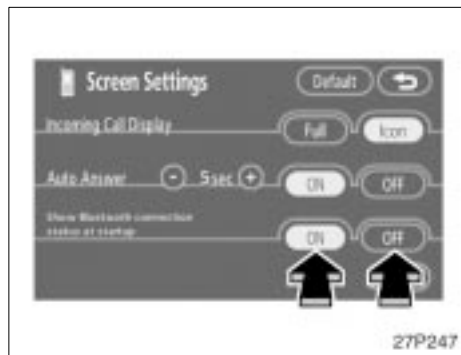 Screen Settings Default
Incoming Call Display Full Icon
Auto Answer - 5sec + ON OFF
Show Bluetooth connection
status at startup ON OFF
27P247